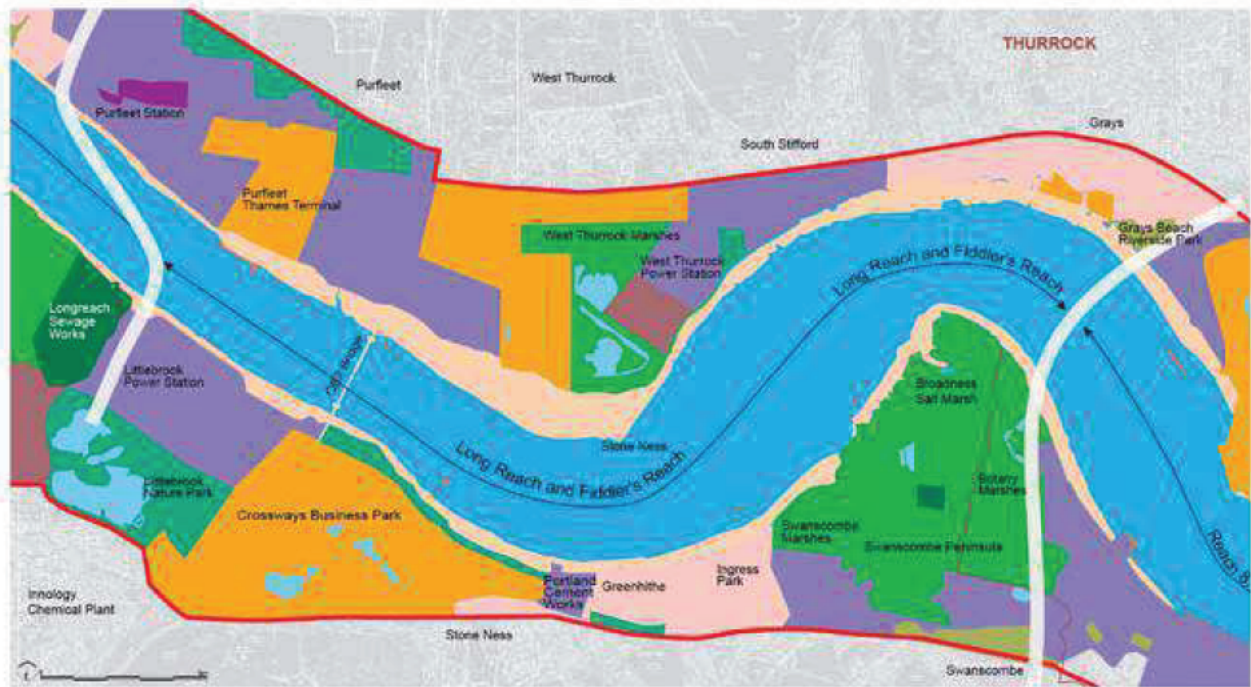 THURROCK
Purfleet
West Thurrock
Purfleet Station
South Stifford
Grays
Purfleet
Thames Terminal
West Thurrock Marshes
West Thurrock
Power Station
Grays Beach
Riverside Park
Long Reach and Fiddler's Reach
Longreach
Sewage
Works
Littlebrook
Power Station
QE2 Bridge
Broadness
Salt Marsh
Stone Ness
Long Reach and Fiddler's Reach
Littlebrook
Nature Park
Botany
Marshes
Crossways Business Park
Swanscombe
Marshes
Swanscombe Peninsula
Reach
Innology
Chemical Plant
Portland
Cement
Works
Greenhithe
Ingress
Park
Stone Ness
Swanscombe